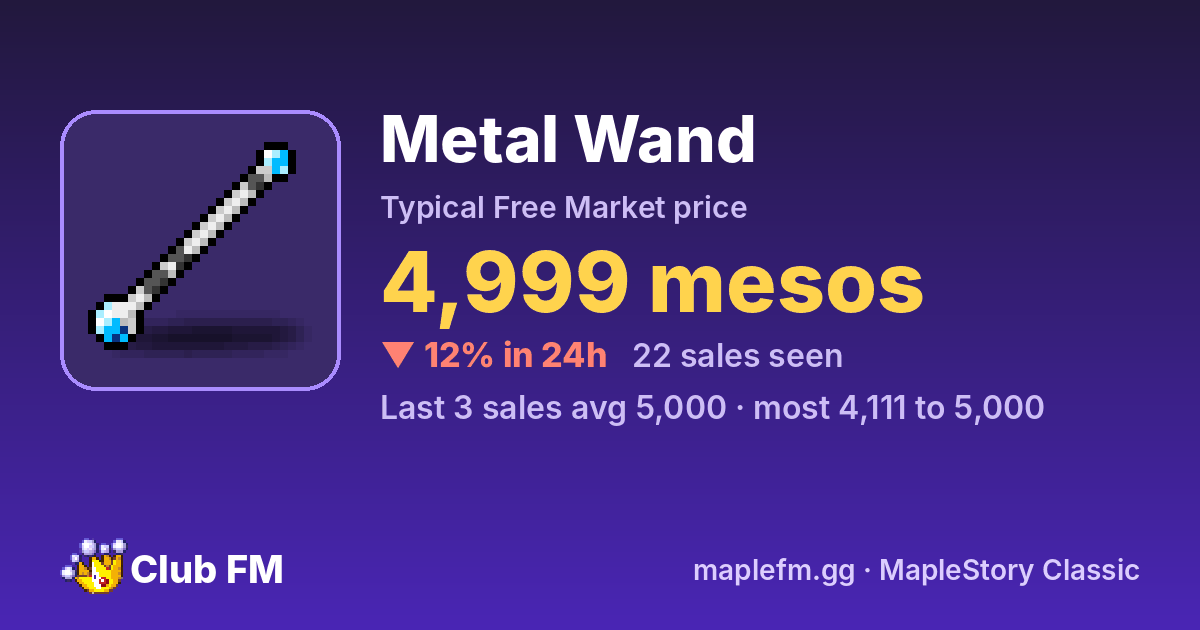 Metal Wand
Typical Free Market price
4,999 mesos
▼ 12% in 24h 22 sales seen
Last 3 sales avg 5,000 · most 4,111 to 5,000
Club FM
maplefm.gg · MapleStory Classic